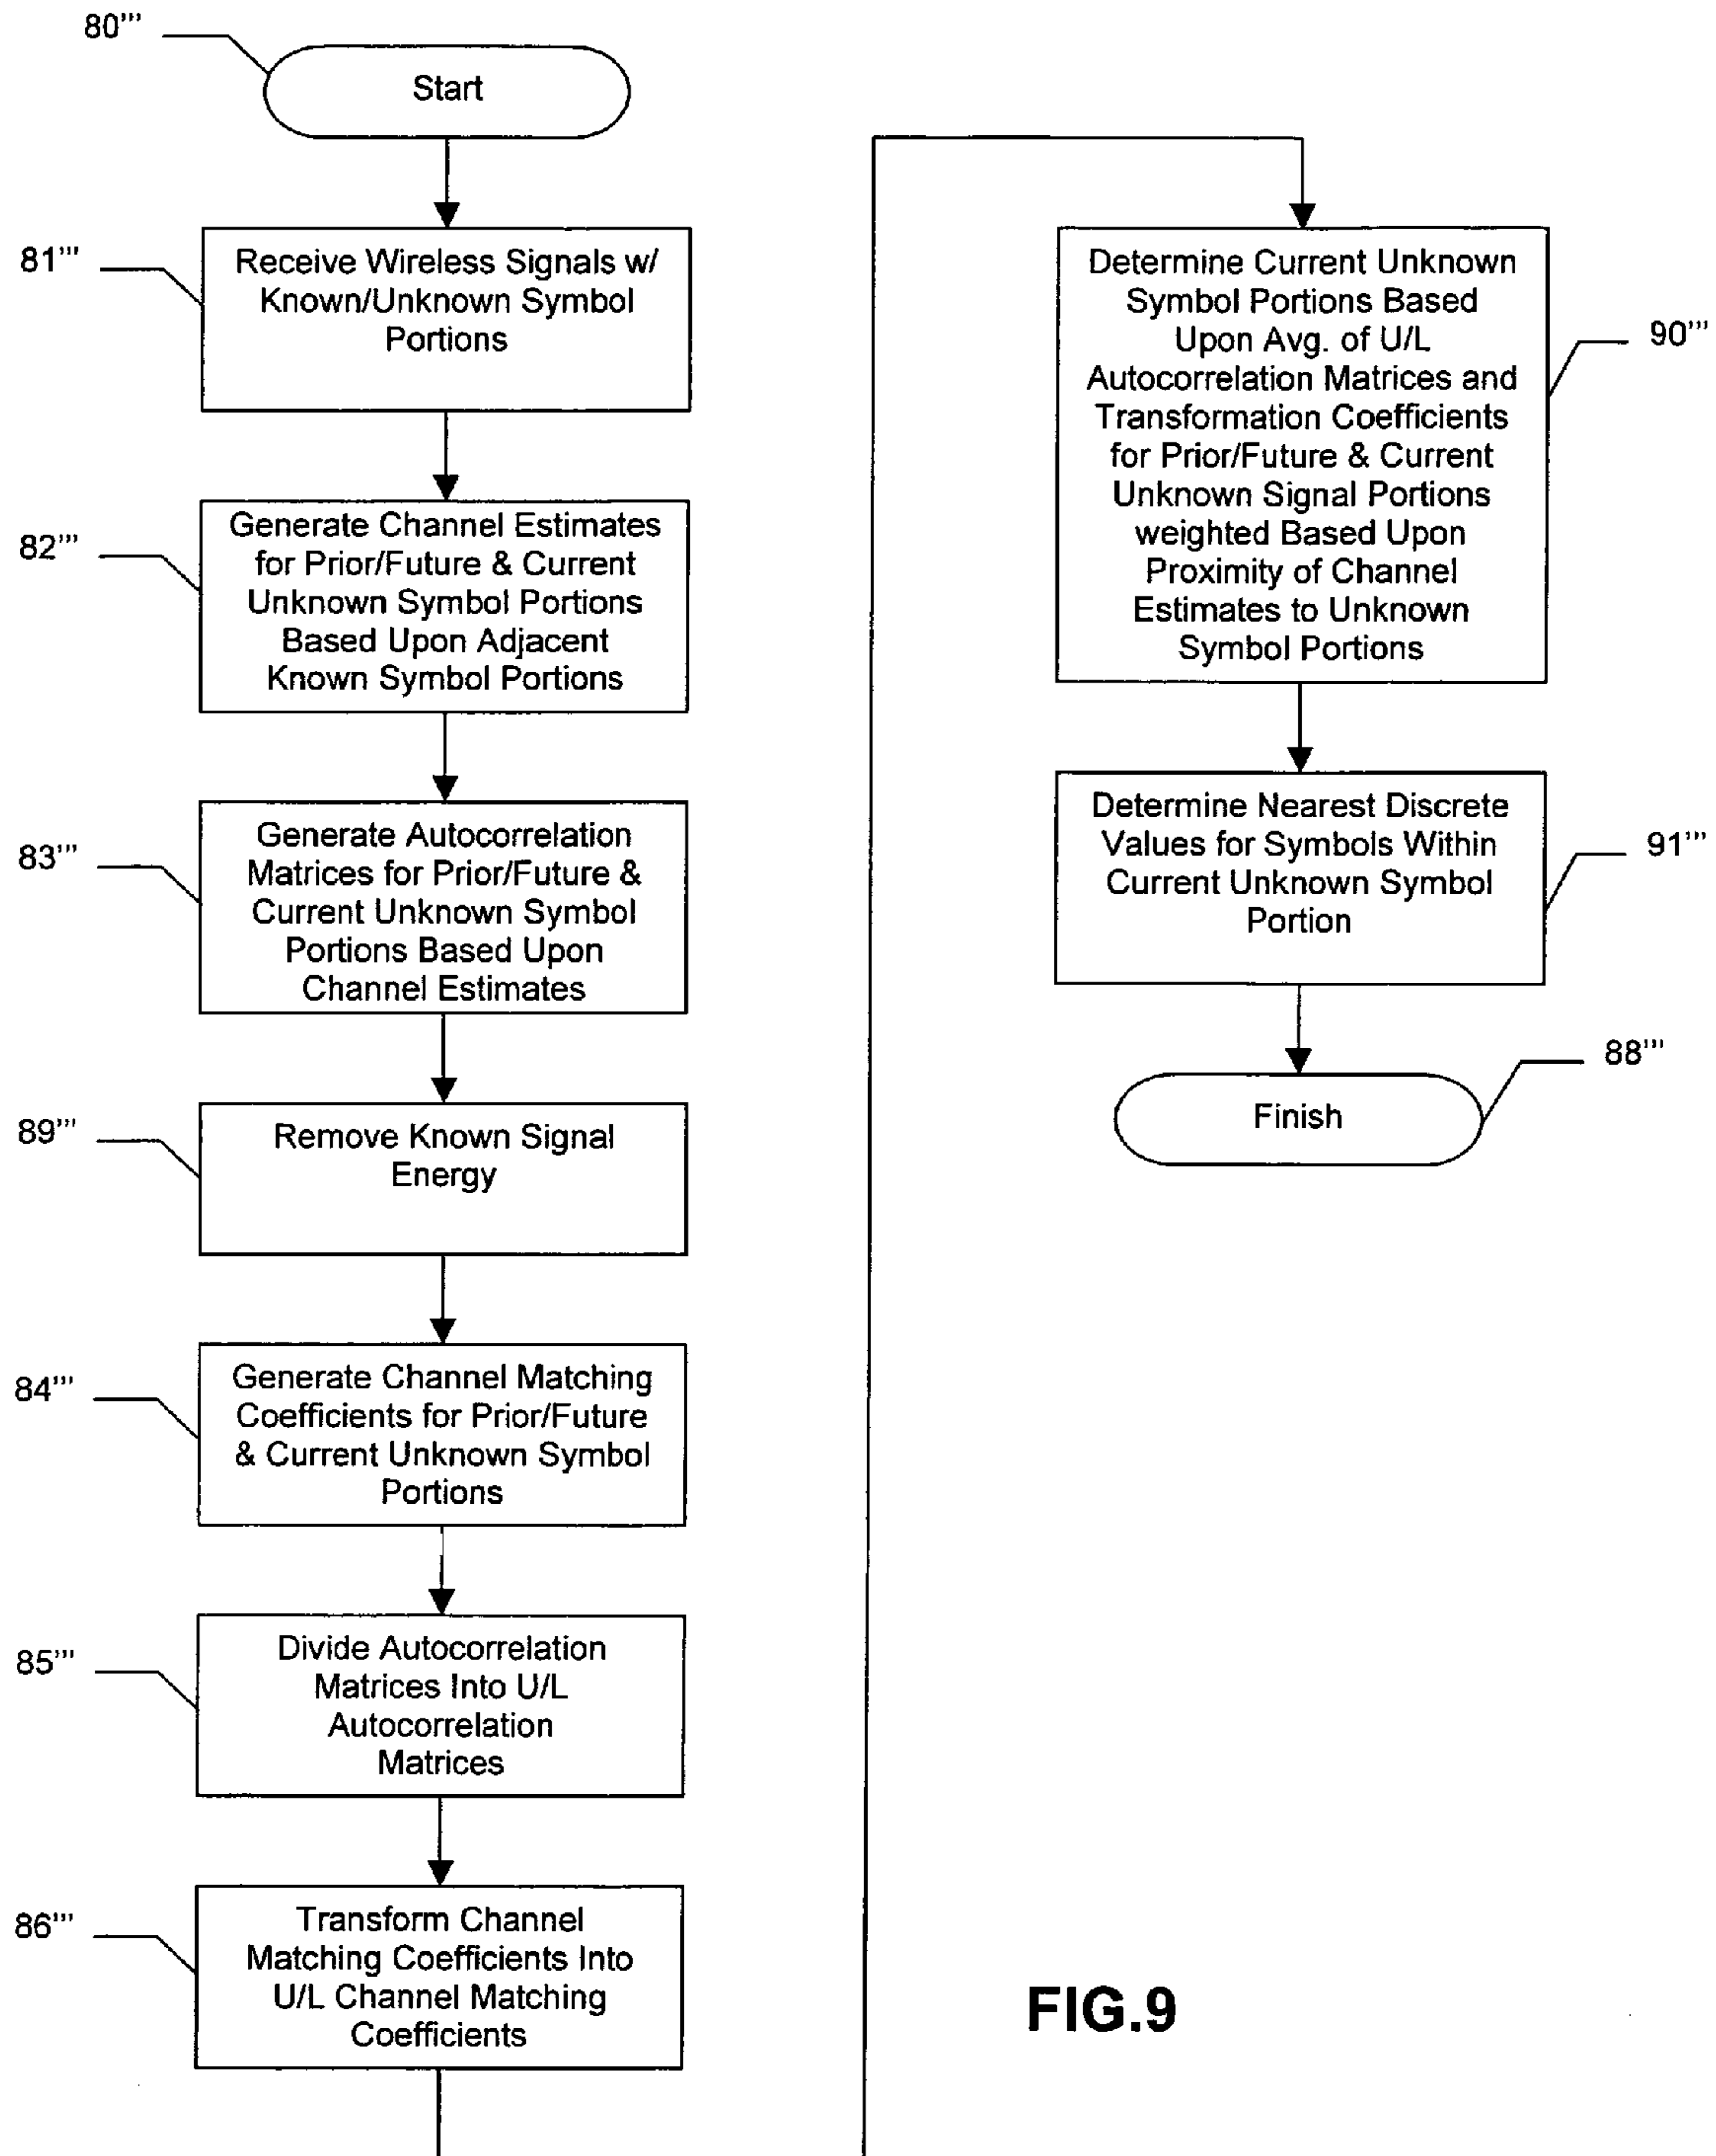 80'''
Start
81'''
Receive Wireless Signals w/
Known/Unknown Symbol
Portions
82'''
Generate Channel Estimates
for Prior/Future & Current
Unknown Symbol Portions
Based Upon Adjacent
Known Symbol Portions
83'''
Generate Autocorrelation
Matrices for Prior/Future &
Current Unknown Symbol
Portions Based Upon
Channel Estimates
89'''
Remove Known Signal
Energy
84'''
Generate Channel Matching
Coefficients for Prior/Future
& Current Unknown Symbol
Portions
85'''
Divide Autocorrelation
Matrices Into U/L
Autocorrelation
Matrices
86'''
Transform Channel
Matching Coefficients Into
U/L Channel Matching
Coefficients
Determine Current Unknown
Symbol Portions Based
Upon Avg. of U/L
Autocorrelation Matrices and
Transformation Coefficients
for Prior/Future & Current
Unknown Signal Portions
weighted Based Upon
Proximity of Channel
Estimates to Unknown
Symbol Portions
90'''
Determine Nearest Discrete
Values for Symbols Within
Current Unknown Symbol
Portion
91'''
88'''
Finish
FIG.9